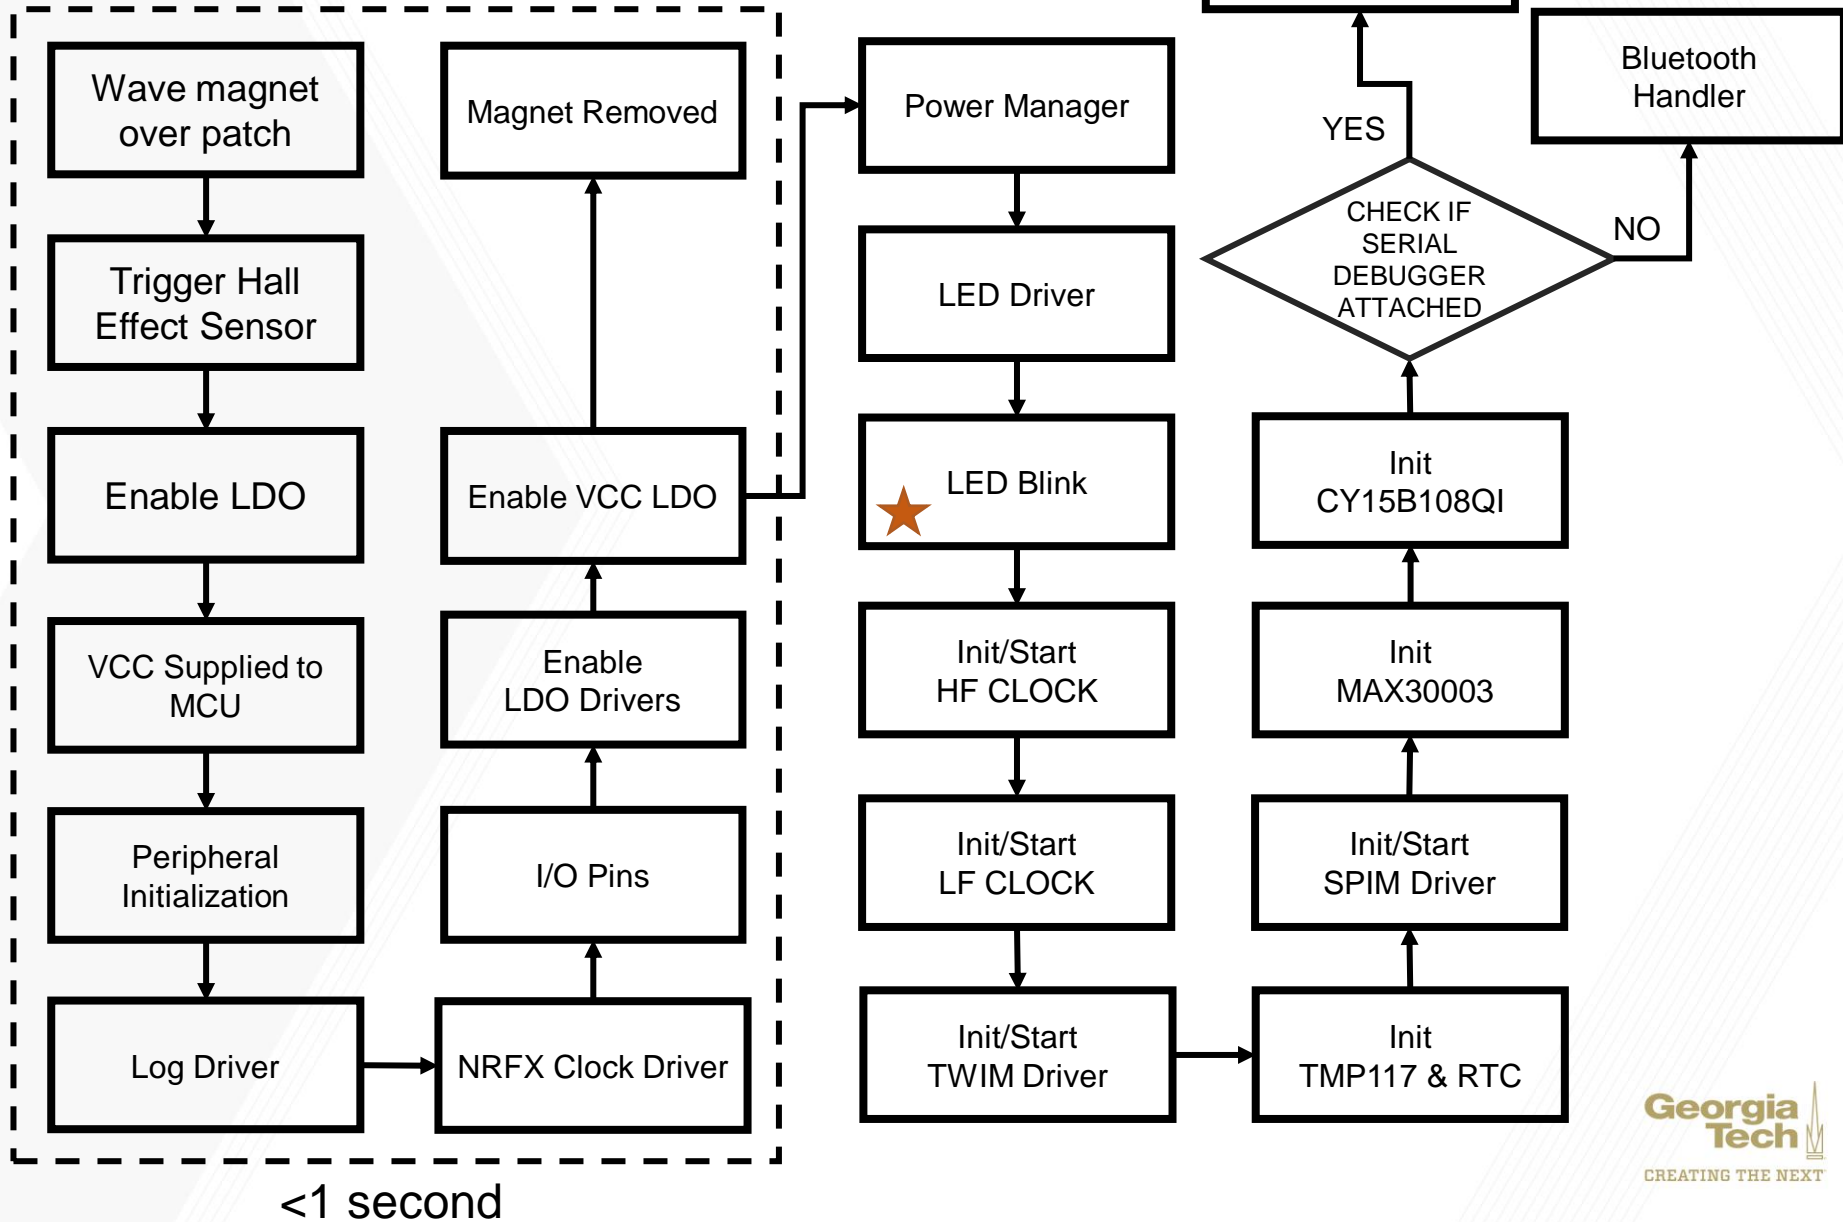 Wave magnet
over patch
Trigger Hall
Effect Sensor
Enable LDO
VCC Supplied to
MCU
Peripheral
Initialization
Log Driver
NRFX Clock Driver
I/O Pins
Enable
LDO Drivers
Enable VCC LDO
Magnet Removed
<1 second
Power Manager
LED Driver
LED Blink
Init/Start
HF CLOCK
Init/Start
LF CLOCK
Init/Start
TWIM Driver
Init
TMP117 & RTC
Init/Start
SPIM Driver
Init
MAX30003
Init
CY15B108QI
CHECK IF
SERIAL
DEBUGGER
ATTACHED
YES
NO
Bluetooth
Handler
Georgia
Tech
CREATING THE NEXT